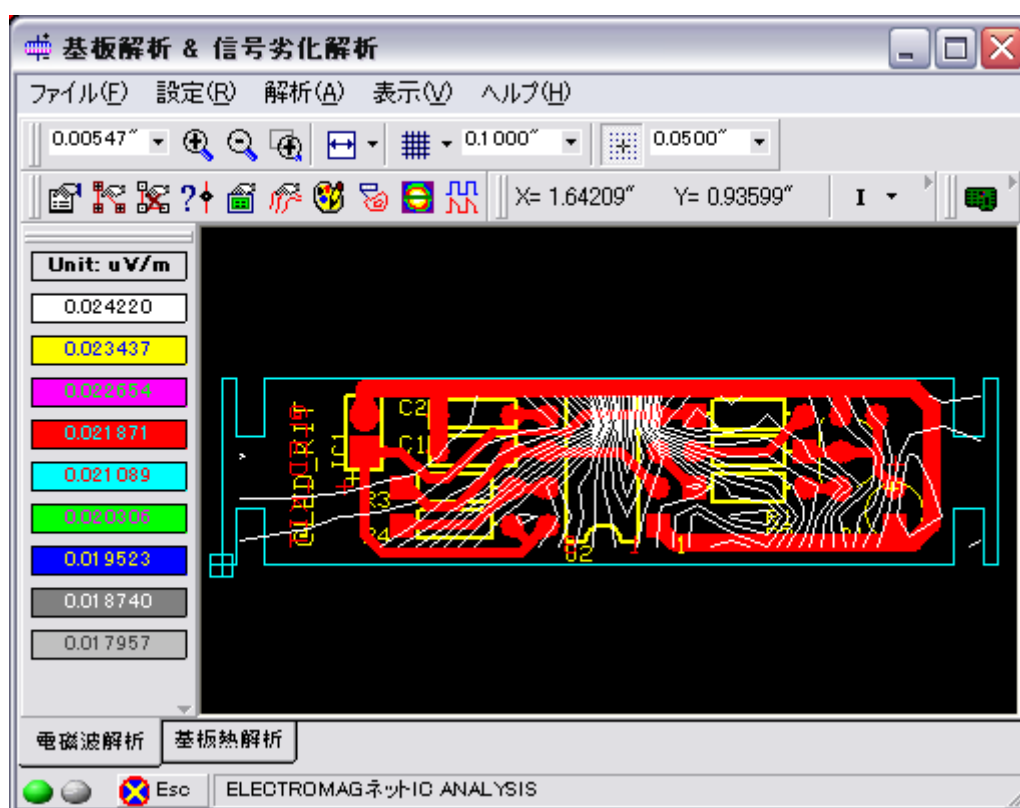 基板解析 & 信号劣化解析
ファイル(F) 設定(R) 解析(A) 表示(V) ヘルプ(H)
0.00547" 0.1000" 0.0500"
X= 1.64209" Y= 0.93599" I
Unit: uV/m
0.024220
0.023437
0.022654
0.021871
0.021089
0.020306
0.019523
0.018740
0.017957
C2
C1
IC1
R3
R4
1
電磁波解析 基板熱解析
Esc ELECTROMAGネットIC ANALYSIS